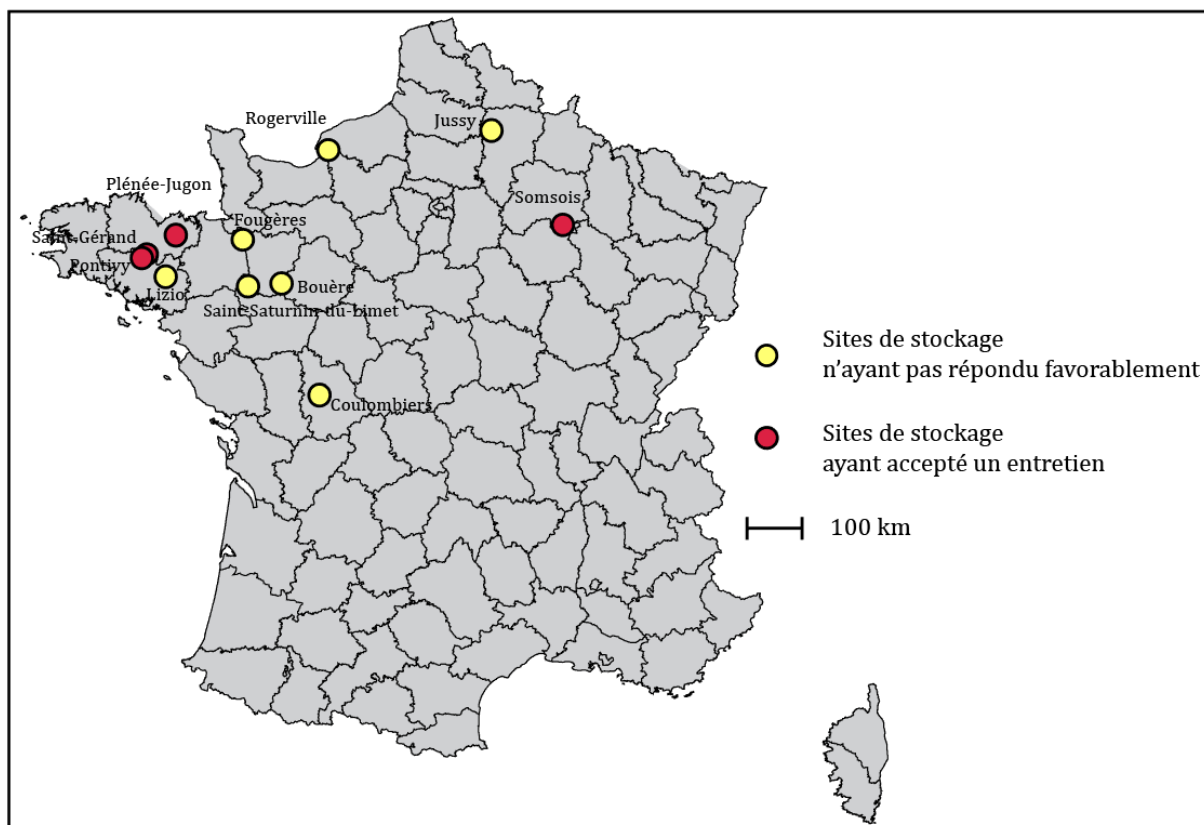 Rogerville
Jussy
Plénée-Jugon
Somsois
Fougères
Saint-Gérand
Pontivy
Lizio
Bouère
Saint-Saturnin-du-bimet
Coulombiers
Sites de stockage
n'ayant pas répondu favorablement
Sites de stockage
ayant accepté un entretien
100 km